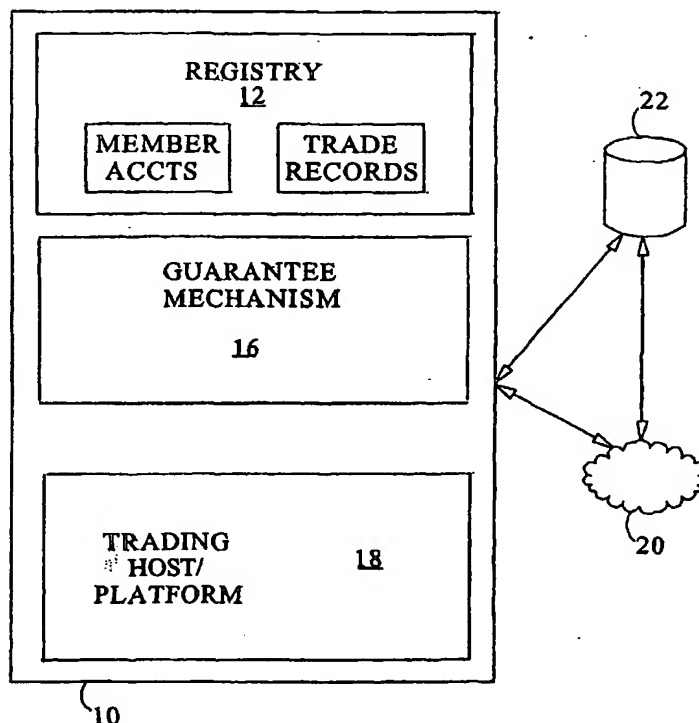 REGISTRY
12
MEMBER
ACCTS
TRADE
RECORDS
22
GUARANTEE
MECHANISM
16
TRADING
HOST/
PLATFORM
18
20
10